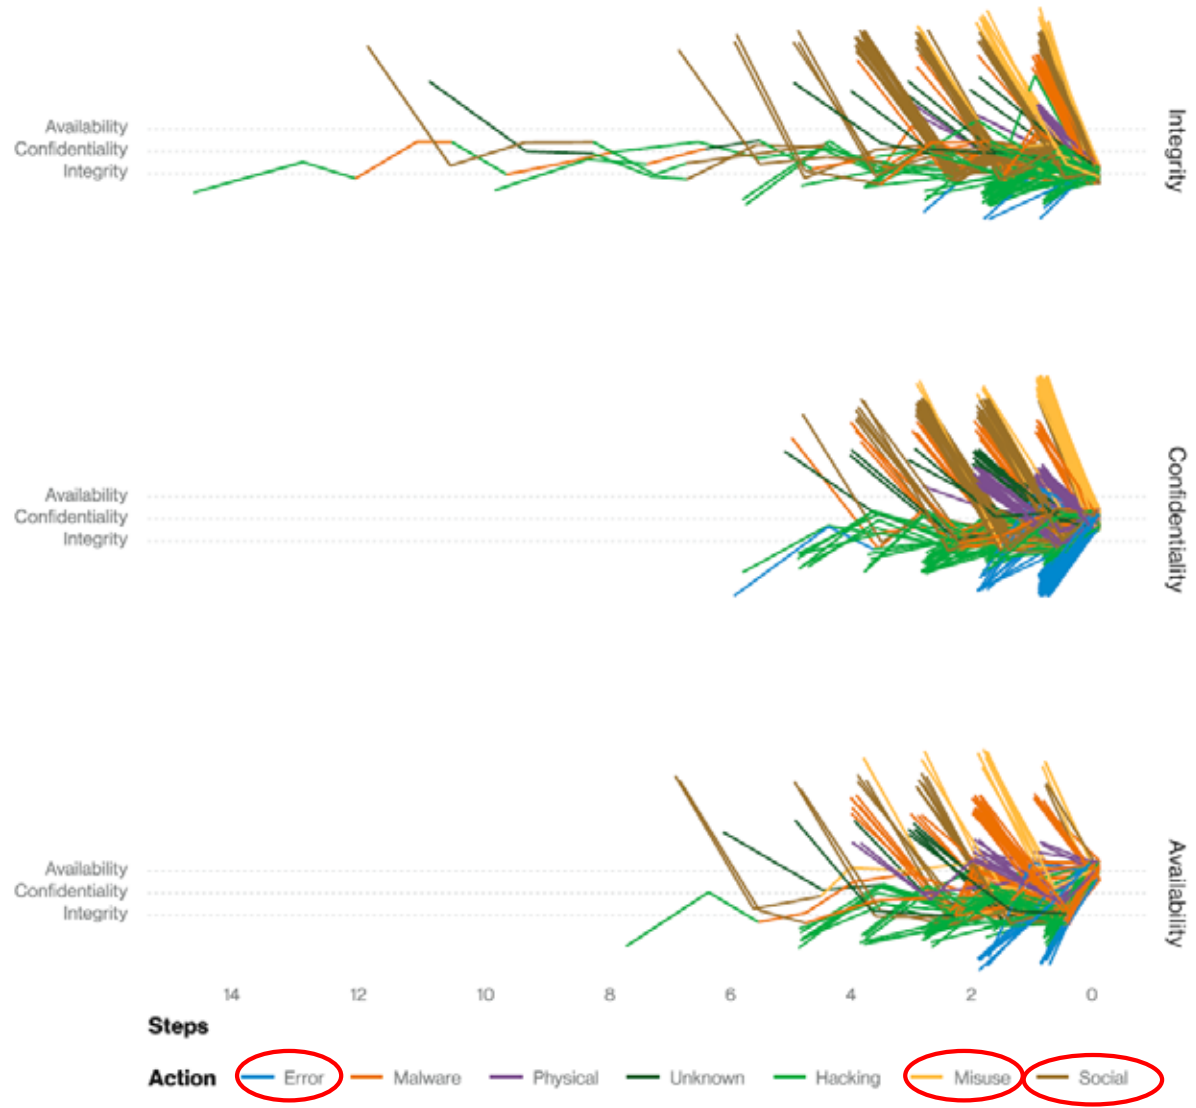 Availability
Confidentiality
Integrity
Integrity
Availability
Confidentiality
Integrity
Confidentiality
Availability
Confidentiality
Integrity
Availability
14 12 10 8 6 4 2 0
Steps
Action Error Malware Physical Unknown Hacking Misuse Social